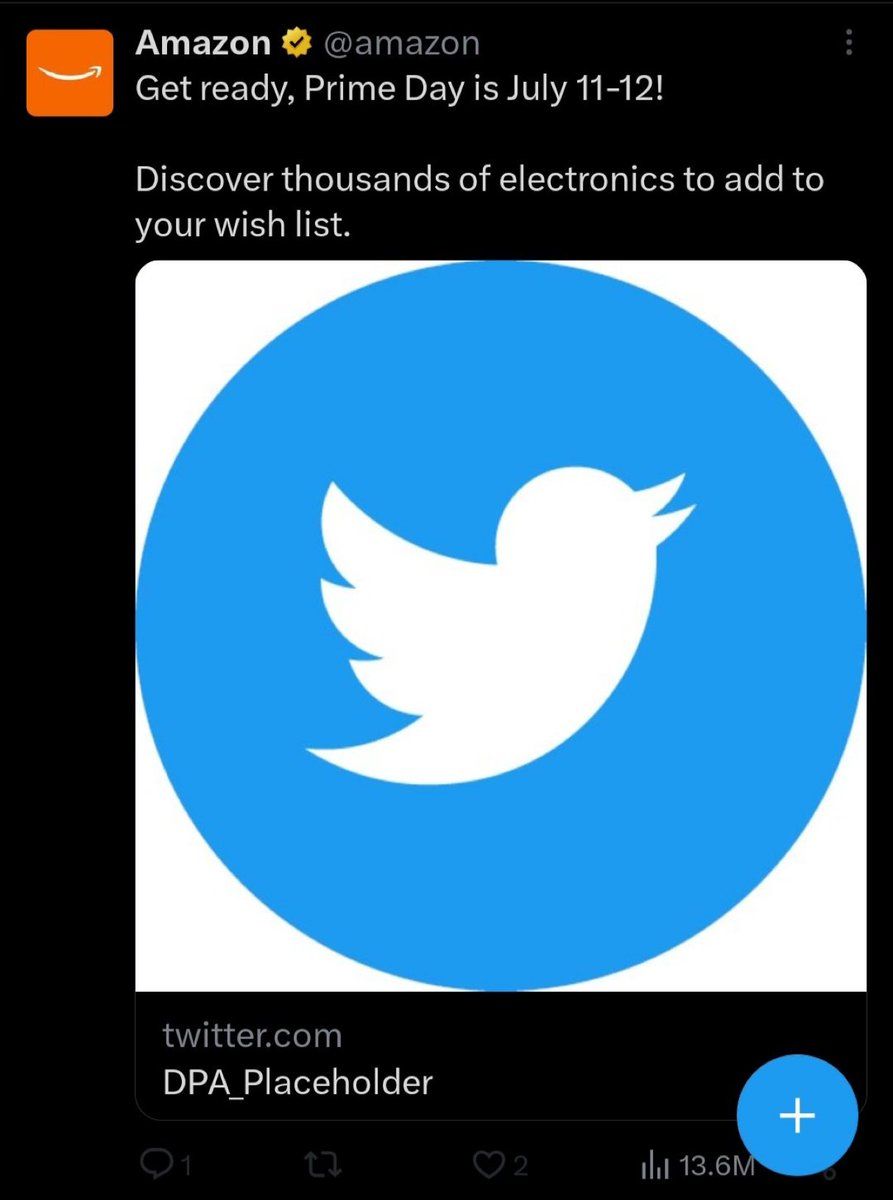 Amazon @amazon
Get ready, Prime Day is July 11-12!
Discover thousands of electronics to add to
your wish list.
twitter.com
DPA_Placeholder
1 2 13.6M